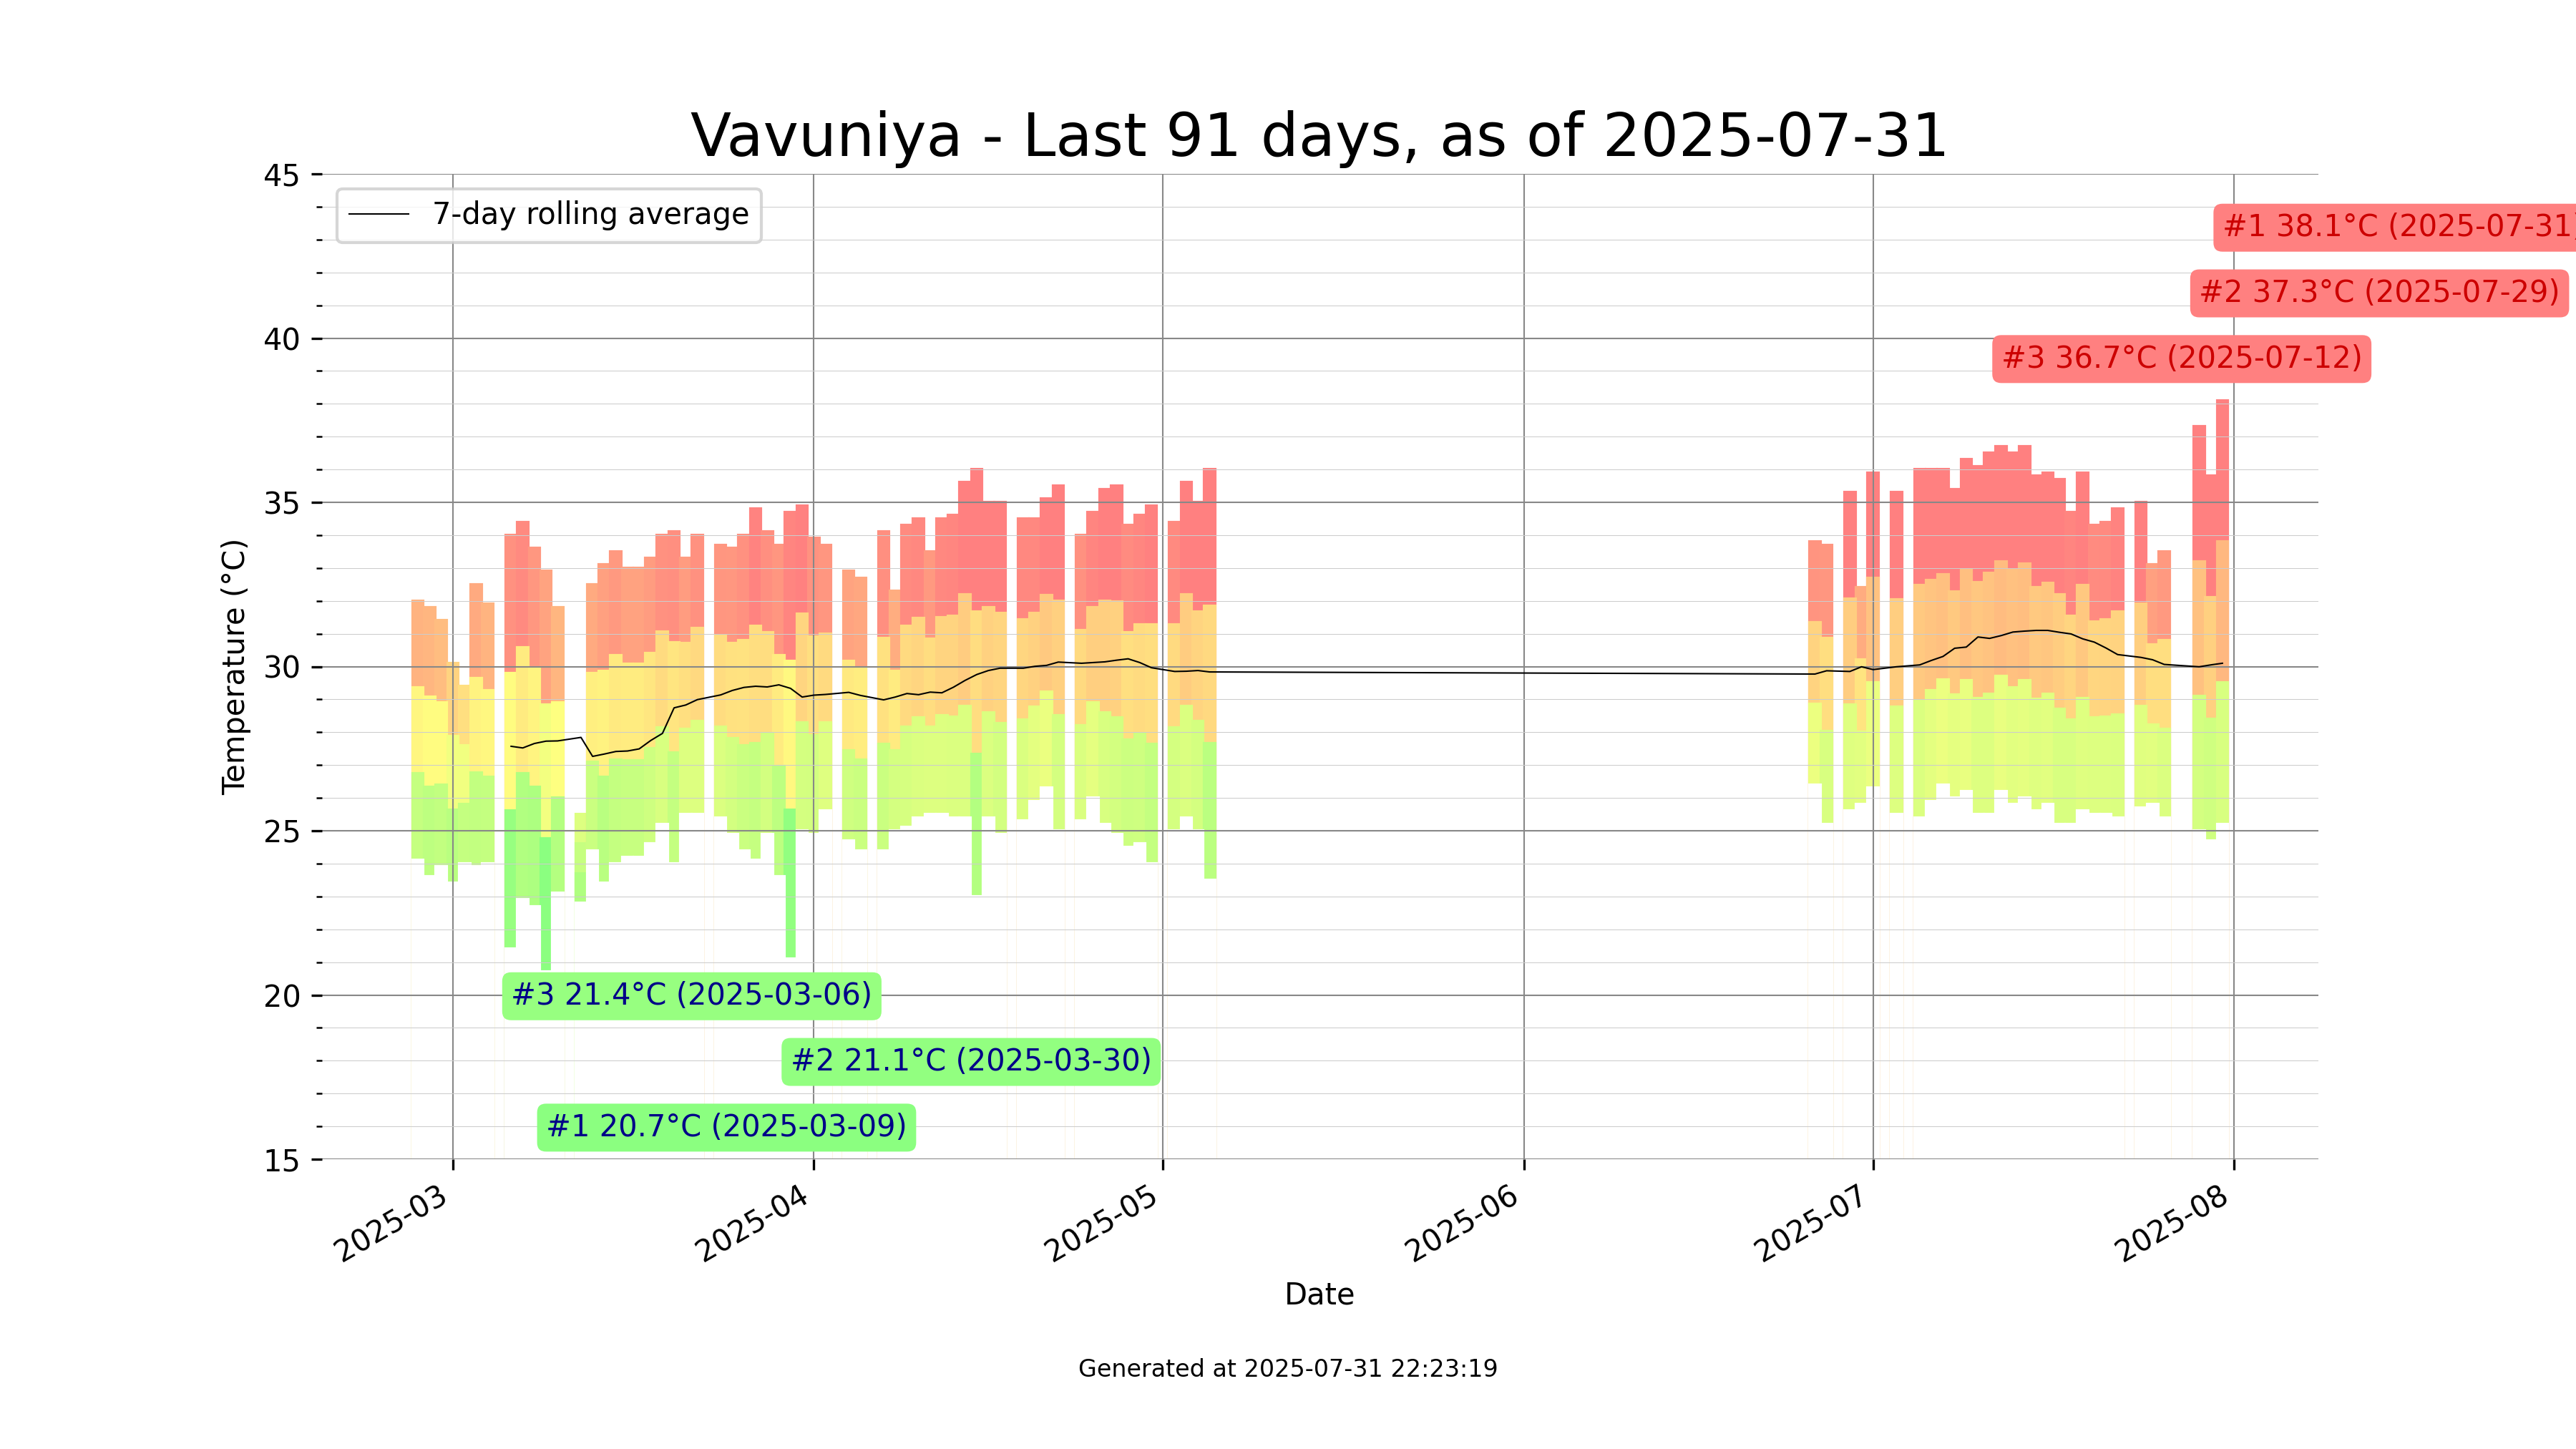 Vavuniya - Last 91 days, as of 2025-07-31
45
7-day rolling average
#1 38.1°C (2025-07-31)
#2 37.3°C (2025-07-29)
40
#3 36.7°C (2025-07-12)
35
30
Temperature (°C)
25
20
#3 21.4°C (2025-03-06)
#2 21.1°C (2025-03-30)
#1 20.7°C (2025-03-09)
15
2025-03
2025-04
2025-05
2025-06
2025-07
2025-08
Date
Generated at 2025-07-31 22:23:19